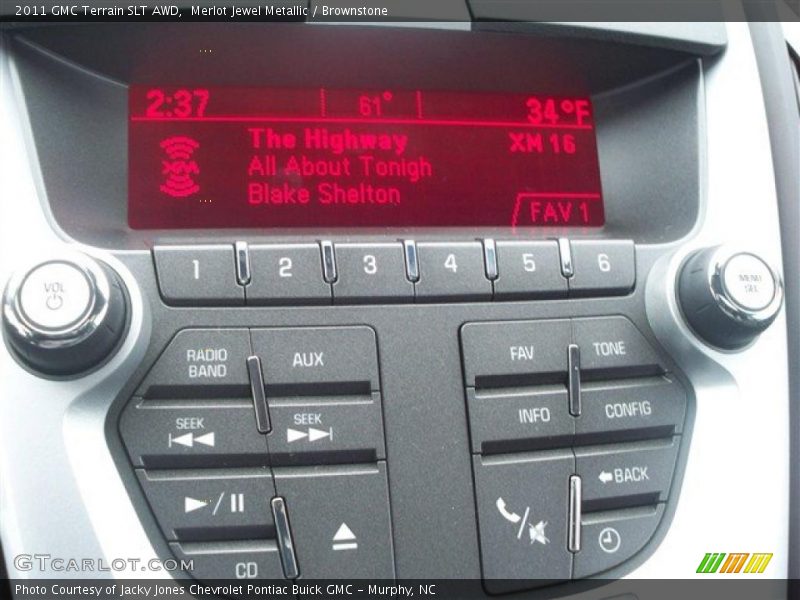 2011 GMC Terrain SLT AWD,  Merlot Jewel Metallic / Brownstone
2:37 61° 34°F
The Highway XM 16
XM All About Tonigh
Blake Shelton
FAV 1
1 2 3 4 5 6
VOL
MENU
SEL
RADIO
BAND
AUX
FAV
TONE
SEEK
SEEK
INFO
CONFIG
BACK
CD
GTCarlot.com
Photo Courtesy of Jacky Jones Chevrolet Pontiac Buick GMC - Murphy, NC